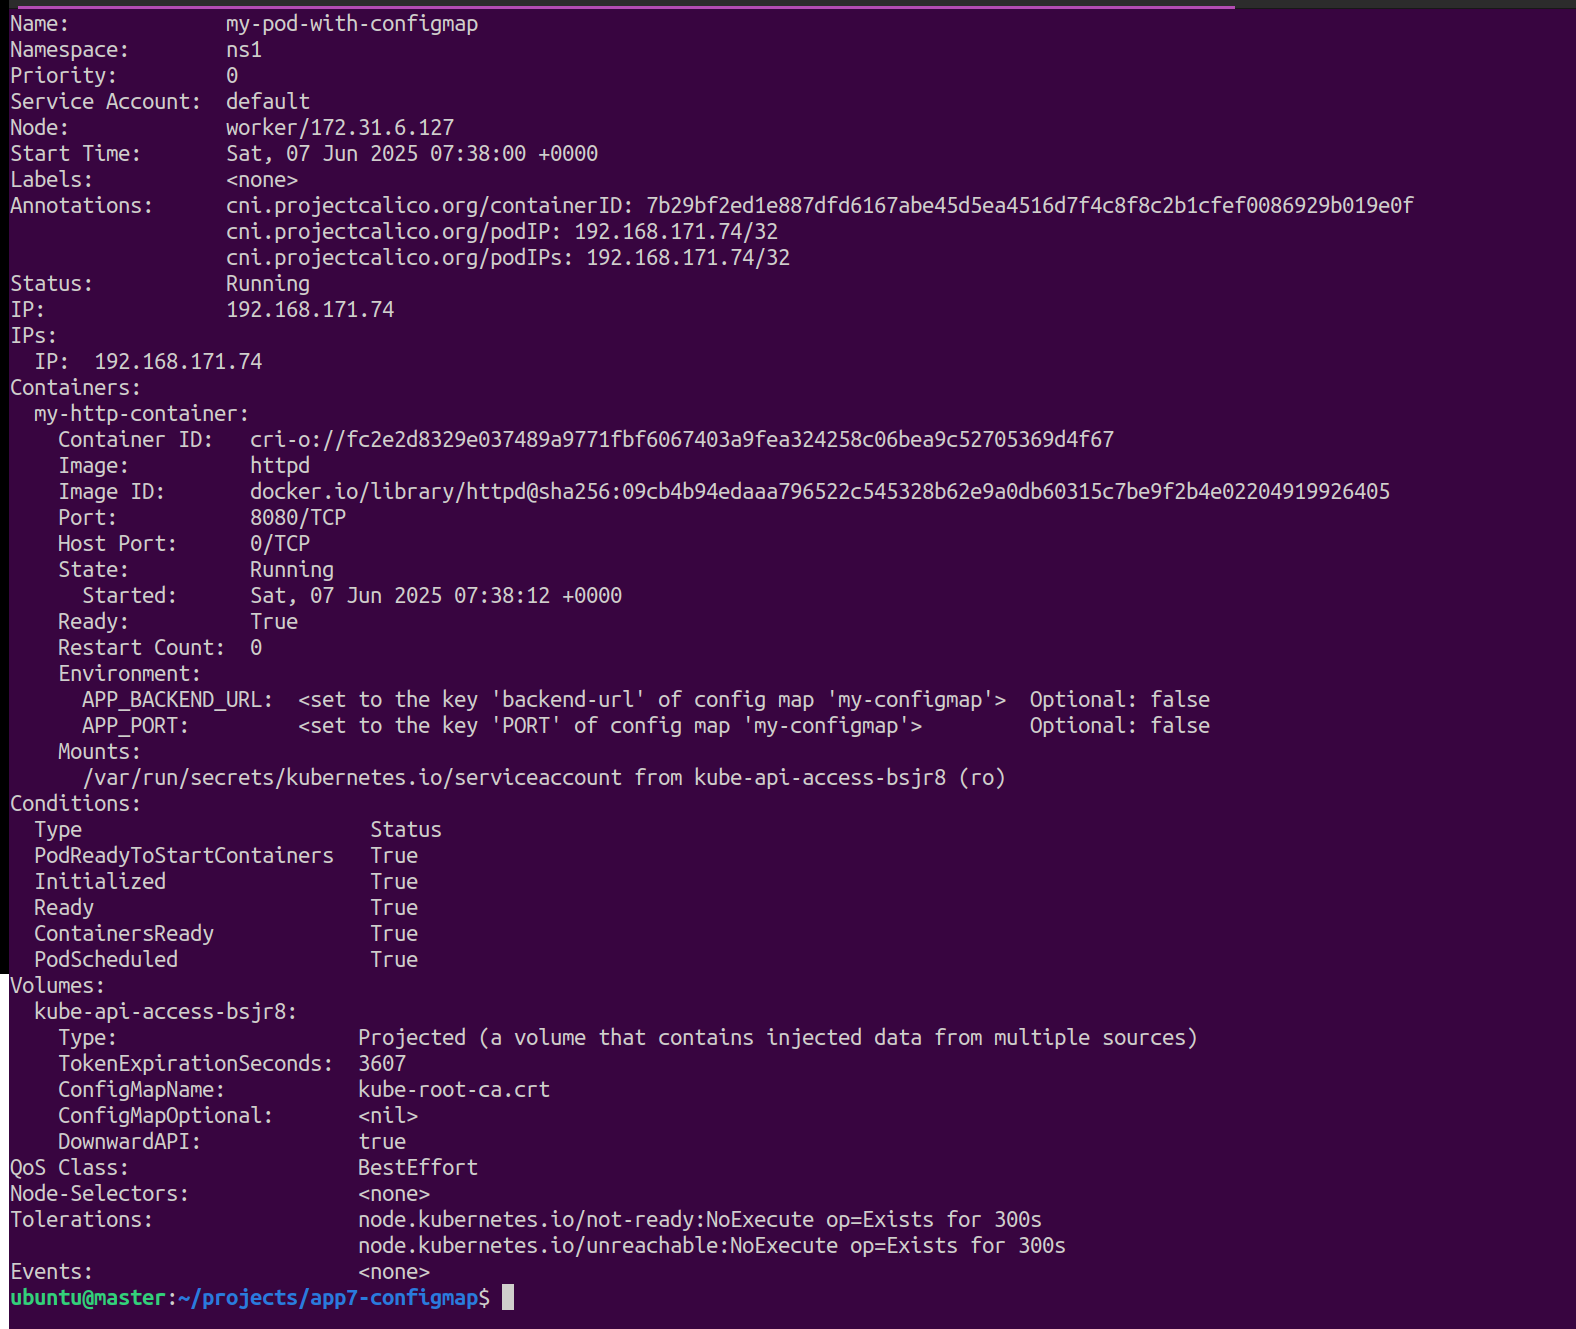 Name:             my-pod-with-configmap
Namespace:        ns1
Priority:         0
Service Account:  default
Node:             worker/172.31.6.127
Start Time:       Sat, 07 Jun 2025 07:38:00 +0000
Labels:           <none>
Annotations:      cni.projectcalico.org/containerID: 7b29bf2ed1e887dfd6167abe45d5ea4516d7f4c8f8c2b1cfef0086929b019e0f
                  cni.projectcalico.org/podIP: 192.168.171.74/32
                  cni.projectcalico.org/podIPs: 192.168.171.74/32
Status:           Running
IP:               192.168.171.74
IPs:
  IP:  192.168.171.74
Containers:
  my-http-container:
    Container ID:   cri-o://fc2e2d8329e037489a9771fbf6067403a9fea324258c06bea9c52705369d4f67
    Image:          httpd
    Image ID:       docker.io/library/httpd@sha256:09cb4b94edaaa796522c545328b62e9a0db60315c7be9f2b4e02204919926405
    Port:           8080/TCP
    Host Port:      0/TCP
    State:          Running
      Started:      Sat, 07 Jun 2025 07:38:12 +0000
    Ready:          True
    Restart Count:  0
    Environment:
      APP_BACKEND_URL:  <set to the key 'backend-url' of config map 'my-configmap'>  Optional: false
      APP_PORT:         <set to the key 'PORT' of config map 'my-configmap'>         Optional: false
    Mounts:
      /var/run/secrets/kubernetes.io/serviceaccount from kube-api-access-bsjr8 (ro)
Conditions:
  Type                        Status
  PodReadyToStartContainers   True
  Initialized                 True
  Ready                       True
  ContainersReady             True
  PodScheduled                True
Volumes:
  kube-api-access-bsjr8:
    Type:                    Projected (a volume that contains injected data from multiple sources)
    TokenExpirationSeconds:  3607
    ConfigMapName:           kube-root-ca.crt
    ConfigMapOptional:       <nil>
    DownwardAPI:             true
QoS Class:                   BestEffort
Node-Selectors:              <none>
Tolerations:                 node.kubernetes.io/not-ready:NoExecute op=Exists for 300s
                             node.kubernetes.io/unreachable:NoExecute op=Exists for 300s
Events:                      <none>
ubuntu@master:~/projects/app7-configmap$